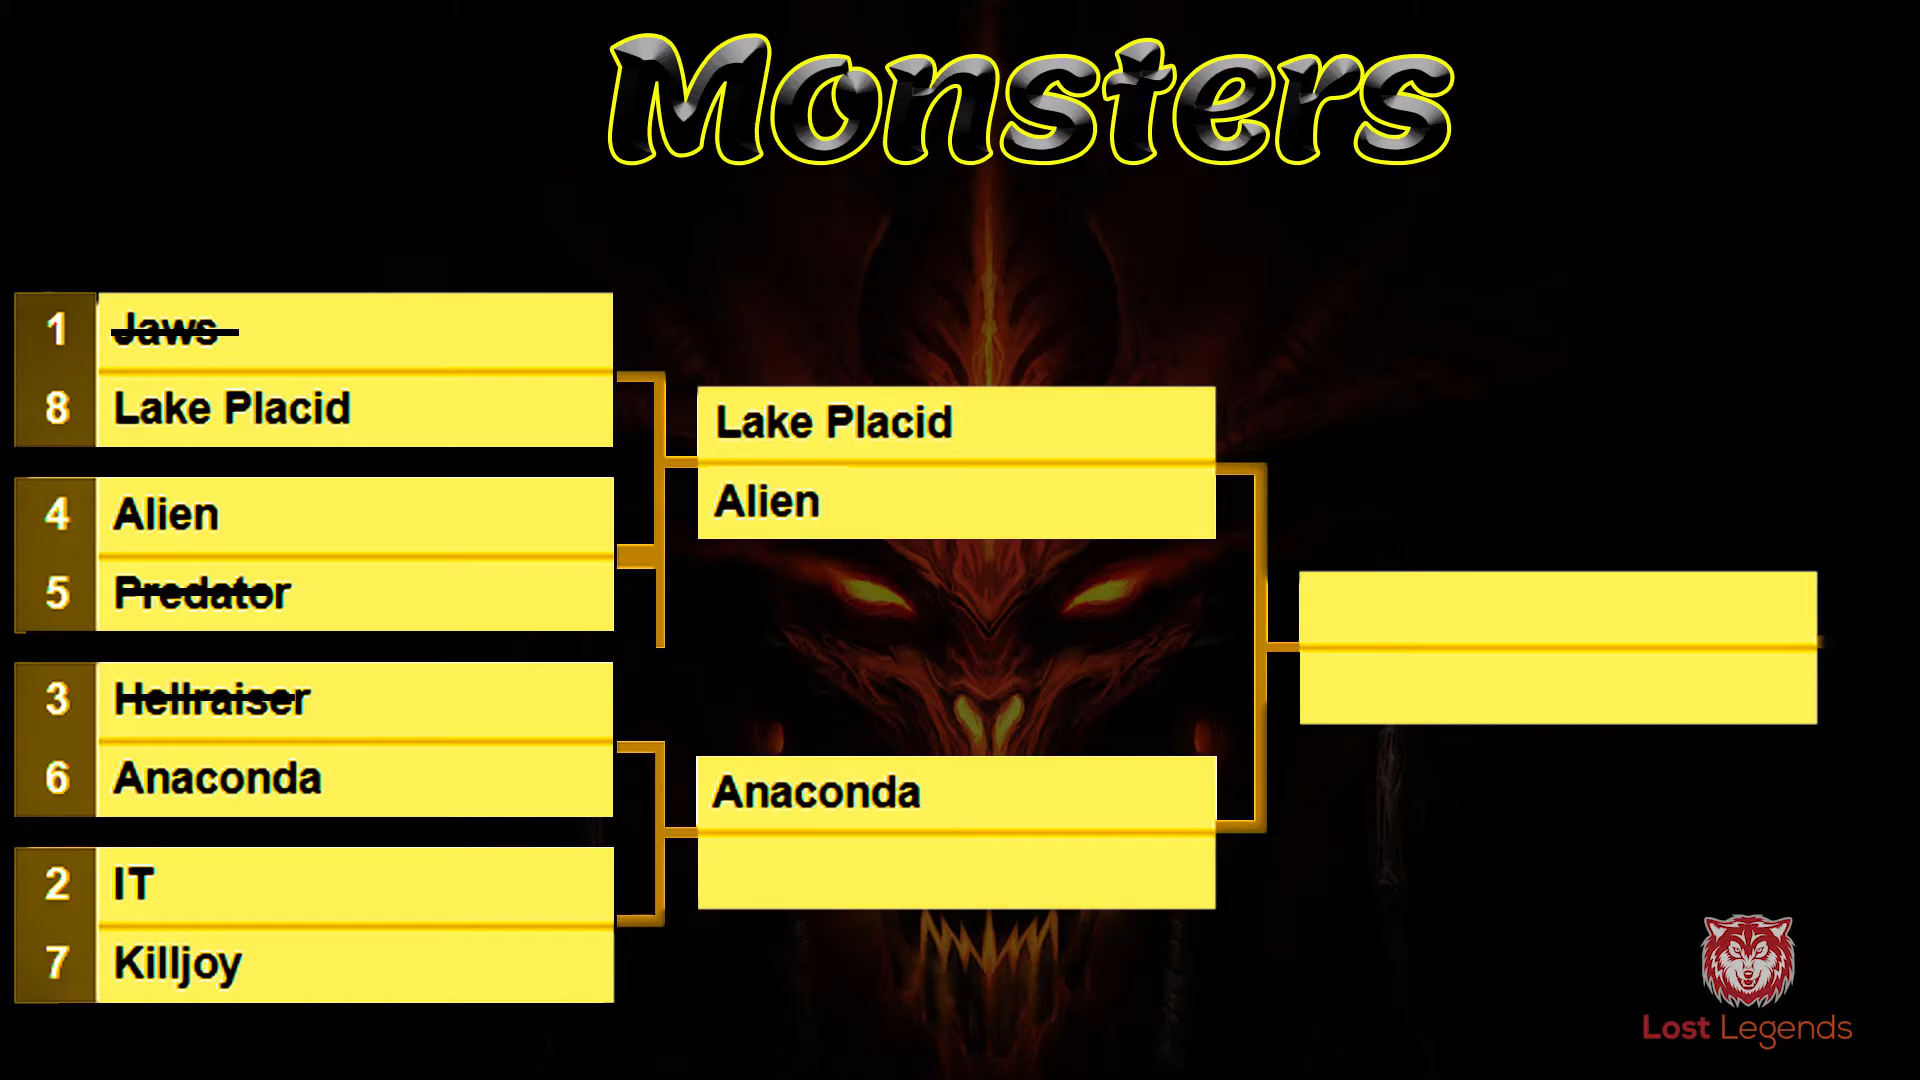 Monsters
1 Jaws
8 Lake Placid
4 Alien
5 Predator
3 Hellraiser
6 Anaconda
2 IT
7 Killjoy
Lake Placid
Alien
Anaconda
Lost Legends